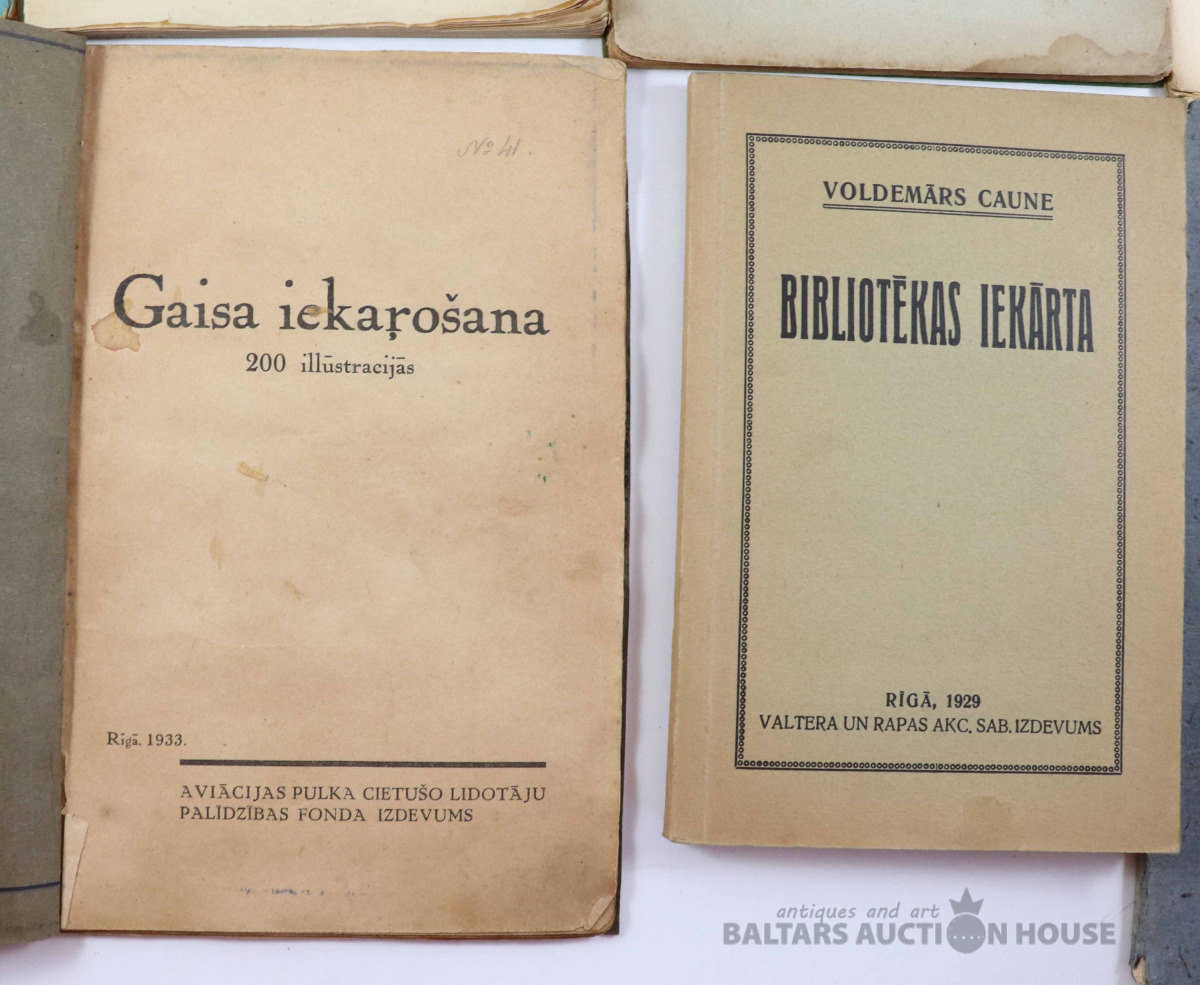 № 41.
Gaisa iekaŗošana
200 illūstracijās
Rīgā. 1933.
AVIĀCIJAS PULKA CIETUŠO LIDOTĀJU
PALĪDZĪBAS FONDA IZDEVUMS
VOLDEMĀRS CAUNE
BIBLIOTĒKAS IEKĀRTA
RĪGĀ, 1929
VALTERA UN RAPAS AKC. SAB. IZDEVUMS
antiques and art
BALTARS AUCTION HOUSE